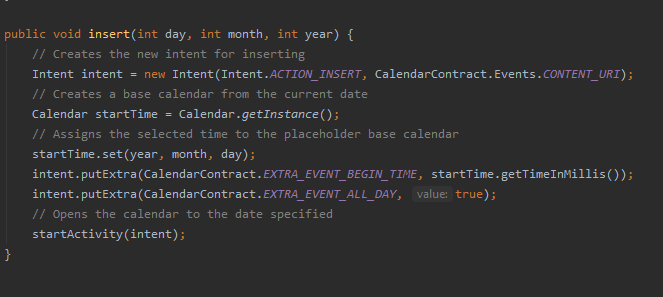 public void insert(int day, int month, int year) {
// Creates the new intent for inserting
Intent intent = new Intent(Intent.ACTION_INSERT, CalendarContract.Events.CONTENT_URI);
// Creates a base calendar from the current date
Calendar startTime = Calendar.getInstance();
// Assigns the selected time to the placeholder base calendar
startTime.set(year, month, day);
intent.putExtra(CalendarContract.EXTRA_EVENT_BEGIN_TIME, startTime.getTimeInMillis());
intent.putExtra(CalendarContract.EXTRA_EVENT_ALL_DAY, value: true);
// Opens the calendar to the date specified
startActivity(intent);
}